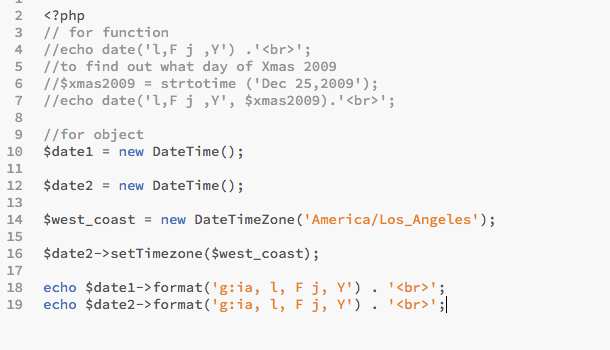 2 <?php
3 // for function
4 //echo date('l,F j ,Y') .'<br>';
5 //to find out what day of Xmas 2009
6 //$xmas2009 = strtotime ('Dec 25,2009');
7 //echo date('l,F j ,Y', $xmas2009).'<br>';
8
9 //for object
10 $date1 = new DateTime();
11
12 $date2 = new DateTime();
13
14 $west_coast = new DateTimeZone('America/Los_Angeles');
15
16 $date2->setTimezone($west_coast);
17
18 echo $date1->format('g:ia, l, F j, Y') . '<br>';
19 echo $date2->format('g:ia, l, F j, Y') . '<br>';